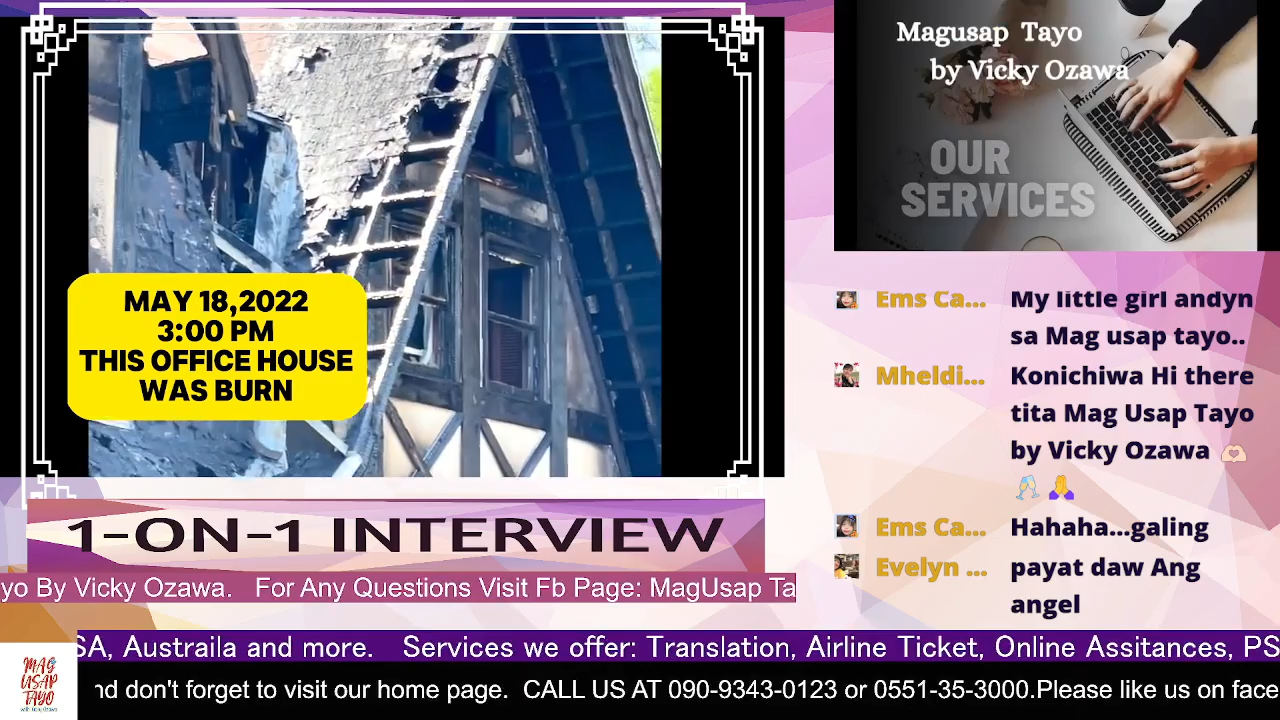 Magusap Tayo
by Vicky Ozawa
OUR
SERVICES
MAY 18,2022
3:00 PM
THIS OFFICE HOUSE
WAS BURN
Ems Ca... My little girl andyn
sa Mag usap tayo..
Mheldi... Konichiwa Hi there
tita Mag Usap Tayo
by Vicky Ozawa 🫶🏻
🥂 🙏
Ems Ca... Hahaha...galing
Evelyn ... payat daw Ang
angel
1-ON-1 INTERVIEW
yo By Vicky Ozawa. For Any Questions Visit Fb Page: MagUsap Ta
SA, Austraila and more. Services we offer: Translation, Airline Ticket, Online Assitances, PS
MAG
USAP
TAYO
nd don't forget to visit our home page. CALL US AT 090-9343-0123 or 0551-35-3000.Please like us on face